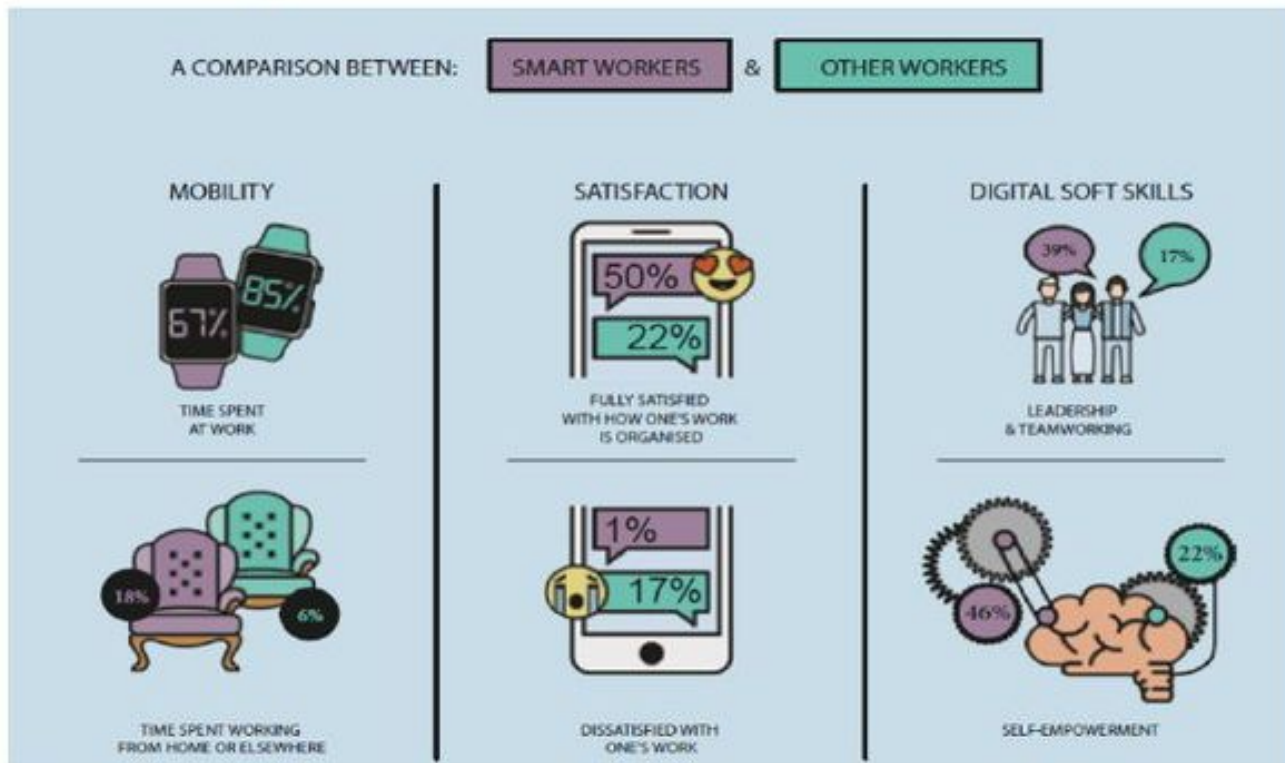 A COMPARISON BETWEEN: SMART WORKERS & OTHER WORKERS
MOBILITY
67%
85%
TIME SPENT
AT WORK
18%
6%
TIME SPENT WORKING
FROM HOME OR ELSEWHERE
SATISFACTION
50%
22%
FULLY SATISFIED
WITH HOW ONE'S WORK
IS ORGANISED
1%
17%
DISSATISFIED WITH
ONE'S WORK
DIGITAL SOFT SKILLS
39%
17%
LEADERSHIP
& TEAMWORKING
46%
22%
SELF-EMPOWERMENT